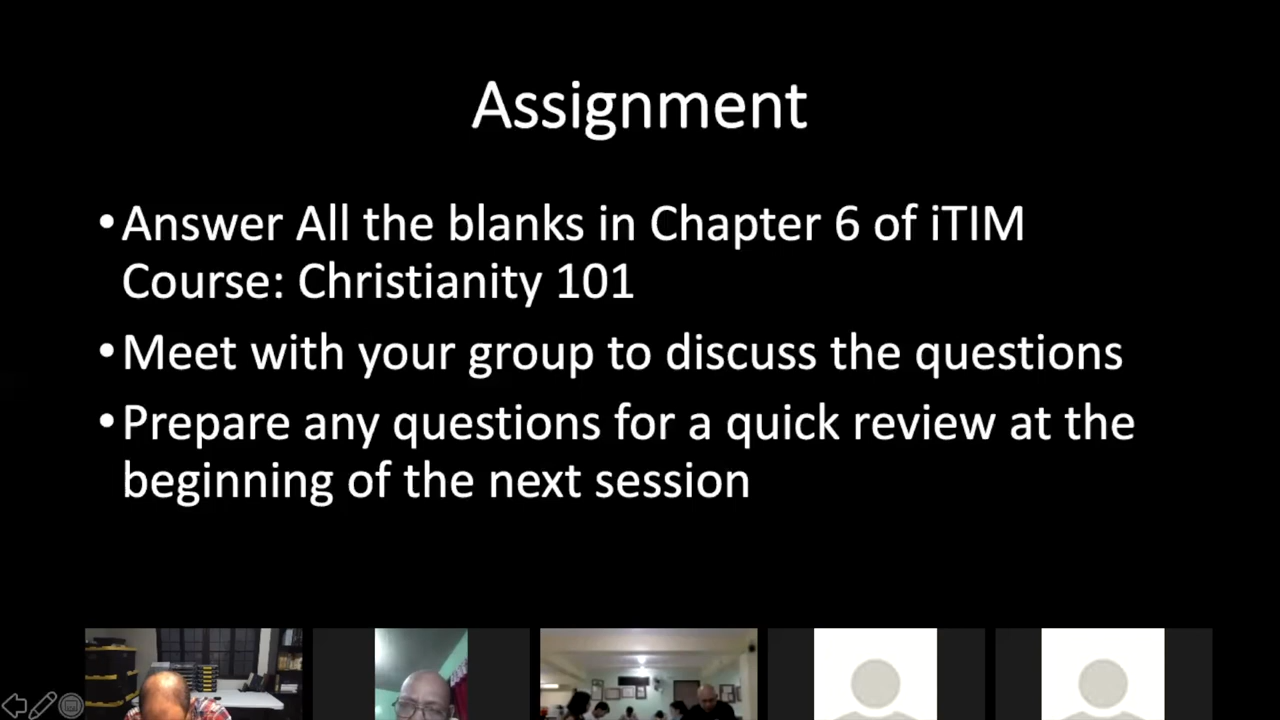 Assignment
•Answer All the blanks in Chapter 6 of iTIM
Course: Christianity 101
•Meet with your group to discuss the questions
•Prepare any questions for a quick review at the
beginning of the next session